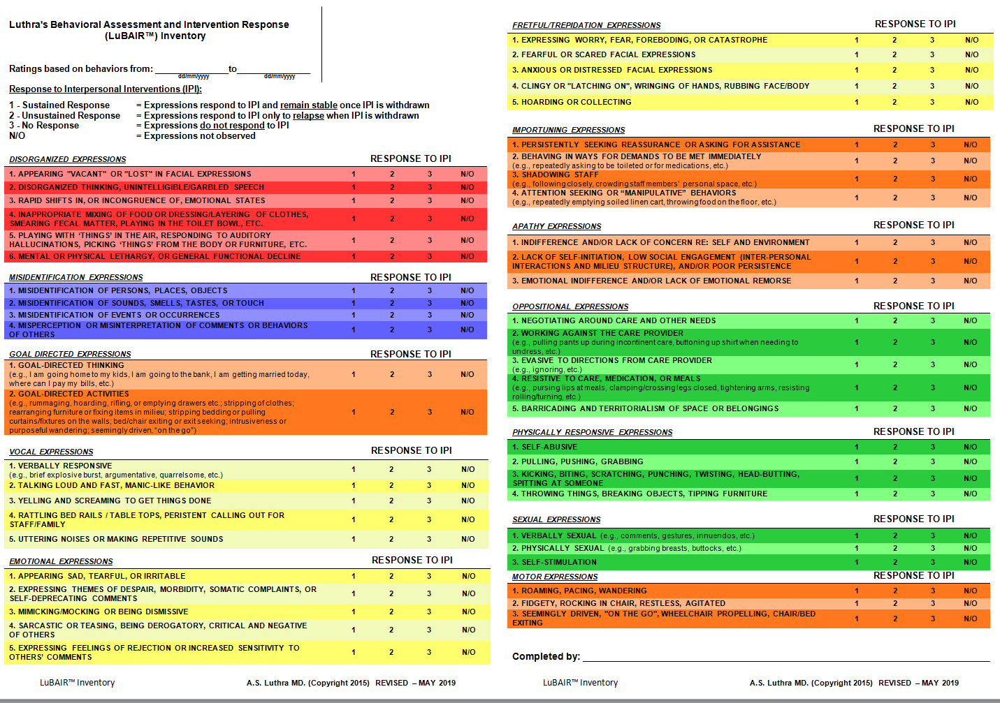 Luthra's Behavioral Assessment and Intervention Response
(LuBAIR™) Inventory
Ratings based on behaviors from: _______________to_______________
dd/mm/yyyy dd/mm/yyyy
Response to Interpersonal Interventions (IPI):
1 - Sustained Response = Expressions respond to IPI and remain stable once IPI is withdrawn
2 - Unsustained Response = Expressions respond to IPI only to relapse when IPI is withdrawn
3 - No Response = Expressions do not respond to IPI
N/O = Expressions not observed
DISORGANIZED EXPRESSIONS RESPONSE TO IPI
1. APPEARING "VACANT" OR "LOST" IN FACIAL EXPRESSIONS 1 2 3 N/O
2. DISORGANIZED THINKING, UNINTELLIGIBLE/GARBLED SPEECH 1 2 3 N/O
3. RAPID SHIFTS IN, OR INCONGRUENCE OF, EMOTIONAL STATES 1 2 3 N/O
4. INAPPROPRIATE MIXING OF FOOD OR DRESSING/LAYERING OF CLOTHES,
SMEARING FECAL MATTER, PLAYING IN THE TOILET BOWL, ETC. 1 2 3 N/O
5. PLAYING WITH ‘THINGS’ IN THE AIR, RESPONDING TO AUDITORY
HALLUCINATIONS, PICKING ‘THINGS’ FROM THE BODY OR FURNITURE, ETC. 1 2 3 N/O
6. MENTAL OR PHYSICAL LETHARGY, OR GENERAL FUNCTIONAL DECLINE 1 2 3 N/O
MISIDENTIFICATION EXPRESSIONS RESPONSE TO IPI
1. MISIDENTIFICATION OF PERSONS, PLACES, OBJECTS 1 2 3 N/O
2. MISIDENTIFICATION OF SOUNDS, SMELLS, TASTES, OR TOUCH 1 2 3 N/O
3. MISIDENTIFICATION OF EVENTS OR OCCURRENCES 1 2 3 N/O
4. MISPERCEPTION OR MISINTERPRETATION OF COMMENTS OR BEHAVIORS
OF OTHERS 1 2 3 N/O
GOAL DIRECTED EXPRESSIONS RESPONSE TO IPI
1. GOAL-DIRECTED THINKING
(e.g., I am going home to my kids, I am going to the bank, I am getting married today, 1 2 3 N/O
where can I pay my bills, etc.)
2. GOAL-DIRECTED ACTIVITIES
(e.g., rummaging, hoarding, rifling, or emptying drawers etc.; stripping of clothes;
rearranging furniture or fixing items in milieu; stripping bedding or pulling 1 2 3 N/O
curtains/fixtures on the walls; bed/chair exiting or exit seeking; intrusiveness or
purposeful wandering; seemingly driven, “on the go”)
VOCAL EXPRESSIONS RESPONSE TO IPI
1. VERBALLY RESPONSIVE
(e.g., brief explosive burst, argumentative, quarrelsome, etc.) 1 2 3 N/O
2. TALKING LOUD AND FAST, MANIC-LIKE BEHAVIOR 1 2 3 N/O
3. YELLING AND SCREAMING TO GET THINGS DONE 1 2 3 N/O
4. RATTLING BED RAILS / TABLE TOPS, PERISTENT CALLING OUT FOR
STAFF/FAMILY 1 2 3 N/O
5. UTTERING NOISES OR MAKING REPETITIVE SOUNDS 1 2 3 N/O
EMOTIONAL EXPRESSIONS RESPONSE TO IPI
1. APPEARING SAD, TEARFUL, OR IRRITABLE 1 2 3 N/O
2. EXPRESSING THEMES OF DESPAIR, MORBIDITY, SOMATIC COMPLAINTS, OR
SELF-DEPRECATING COMMENTS 1 2 3 N/O
3. MIMICKING/MOCKING OR BEING DISMISSIVE 1 2 3 N/O
4. SARCASTIC OR TEASING, BEING DEROGATORY, CRITICAL AND NEGATIVE
OF OTHERS 1 2 3 N/O
5. EXPRESSING FEELINGS OF REJECTION OR INCREASED SENSITIVITY TO
OTHERS’ COMMENTS 1 2 3 N/O
LuBAIR™ Inventory A.S. Luthra MD. (Copyright 2015) REVISED – MAY 2019
FRETFUL/TREPIDATION EXPRESSIONS RESPONSE TO IPI
1. EXPRESSING WORRY, FEAR, FOREBODING, OR CATASTROPHE 1 2 3 N/O
2. FEARFUL OR SCARED FACIAL EXPRESSIONS 1 2 3 N/O
3. ANXIOUS OR DISTRESSED FACIAL EXPRESSIONS 1 2 3 N/O
4. CLINGY OR "LATCHING ON", WRINGING OF HANDS, RUBBING FACE/BODY 1 2 3 N/O
5. HOARDING OR COLLECTING 1 2 3 N/O
IMPORTUNING EXPRESSIONS RESPONSE TO IPI
1. PERSISTENTLY SEEKING REASSURANCE OR ASKING FOR ASSISTANCE 1 2 3 N/O
2. BEHAVING IN WAYS FOR DEMANDS TO BE MET IMMEDIATELY
(e.g., repeatedly asking to be toileted or for medications, etc.) 1 2 3 N/O
3. SHADOWING STAFF
(e.g., following closely, crowding staff members’ personal space, etc.) 1 2 3 N/O
4. ATTENTION SEEKING OR “MANIPULATIVE” BEHAVIORS
(e.g., repeatedly emptying soiled linen cart, throwing food on the floor, etc.) 1 2 3 N/O
APATHY EXPRESSIONS RESPONSE TO IPI
1. INDIFFERENCE AND/OR LACK OF CONCERN RE: SELF AND ENVIRONMENT 1 2 3 N/O
2. LACK OF SELF-INITIATION, LOW SOCIAL ENGAGEMENT (INTER-PERSONAL
INTERACTIONS AND MILIEU STRUCTURE), AND/OR POOR PERSISTENCE 1 2 3 N/O
3. EMOTIONAL INDIFFERENCE AND/OR LACK OF EMOTIONAL REMORSE 1 2 3 N/O
OPPOSITIONAL EXPRESSIONS RESPONSE TO IPI
1. NEGOTIATING AROUND CARE AND OTHER NEEDS 1 2 3 N/O
2. WORKING AGAINST THE CARE PROVIDER
(e.g., pulling pants up during incontinent care, buttoning up shirt when needing to 1 2 3 N/O
undress, etc.)
3. EVASIVE TO DIRECTIONS FROM CARE PROVIDER
(e.g., ignoring, etc.) 1 2 3 N/O
4. RESISTIVE TO CARE, MEDICATION, OR MEALS
(e.g., pursing lips at meals, clamping/crossing legs closed, tightening arms, resisting 1 2 3 N/O
rolling/turning, etc.)
5. BARRICADING AND TERRITORIALISM OF SPACE OR BELONGINGS 1 2 3 N/O
PHYSICALLY RESPONSIVE EXPRESSIONS RESPONSE TO IPI
1. SELF-ABUSIVE 1 2 3 N/O
2. PULLING, PUSHING, GRABBING 1 2 3 N/O
3. KICKING, BITING, SCRATCHING, PUNCHING, TWISTING, HEAD-BUTTING,
SPITTING AT SOMEONE 1 2 3 N/O
4. THROWING THINGS, BREAKING OBJECTS, TIPPING FURNITURE 1 2 3 N/O
SEXUAL EXPRESSIONS RESPONSE TO IPI
1. VERBALLY SEXUAL (e.g., comments, gestures, innuendos, etc.) 1 2 3 N/O
2. PHYSICALLY SEXUAL (e.g., grabbing breasts, buttocks, etc.) 1 2 3 N/O
3. SELF-STIMULATION 1 2 3 N/O
MOTOR EXPRESSIONS RESPONSE TO IPI
1. ROAMING, PACING, WANDERING 1 2 3 N/O
2. FIDGETY, ROCKING IN CHAIR, RESTLESS, AGITATED 1 2 3 N/O
3. SEEMINGLY DRIVEN, "ON THE GO", WHEELCHAIR PROPELLING, CHAIR/BED
EXITING 1 2 3 N/O
Completed by: _______________
LuBAIR™ Inventory A.S. Luthra MD. (Copyright 2015) REVISED – MAY 2019